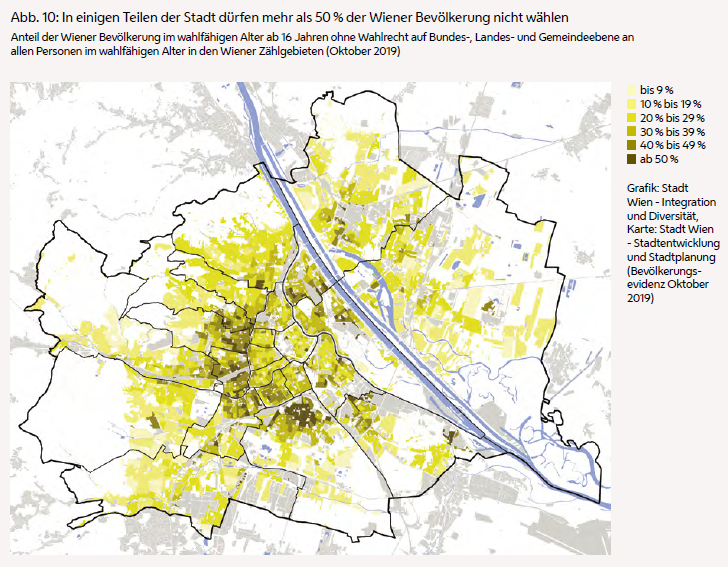 Abb. 10: In einigen Teilen der Stadt dürfen mehr als 50 % der Wiener Bevölkerung nicht wählen
Anteil der Wiener Bevölkerung im wahlfähigen Alter ab 16 Jahren ohne Wahlrecht auf Bundes-, Landes- und Gemeindeebene an
allen Personen im wahlfähigen Alter in den Wiener Zählgebieten (Oktober 2019)
bis 9 %
10 % bis 19 %
20 % bis 29 %
30 % bis 39 %
40 % bis 49 %
ab 50 %
Grafik: Stadt
Wien - Integration
und Diversität,
Karte: Stadt Wien
- Stadtentwicklung
und Stadtplanung
(Bevölkerungs-
evidenz Oktober
2019)